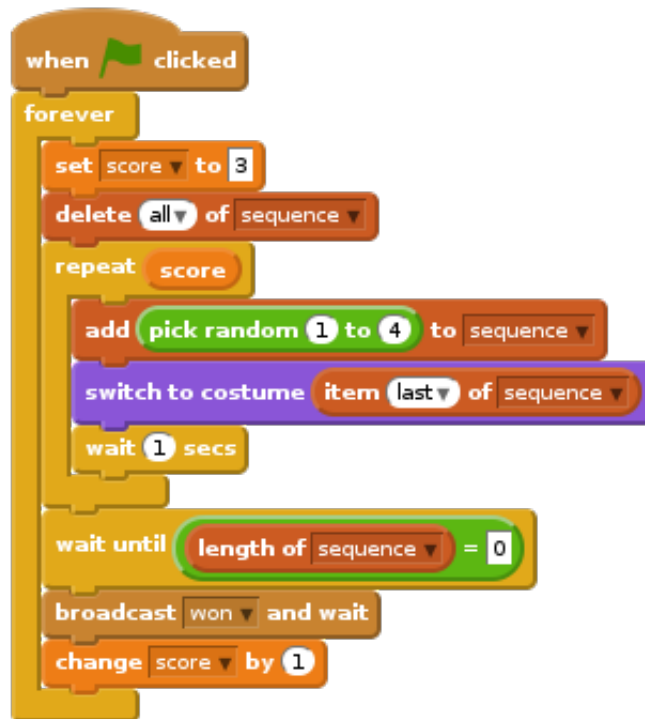 when clicked
forever
set score to 3
delete all of sequence
repeat score
add pick random 1 to 4 to sequence
switch to costume item last of sequence
wait 1 secs
wait until length of sequence = 0
broadcast won and wait
change score by 1